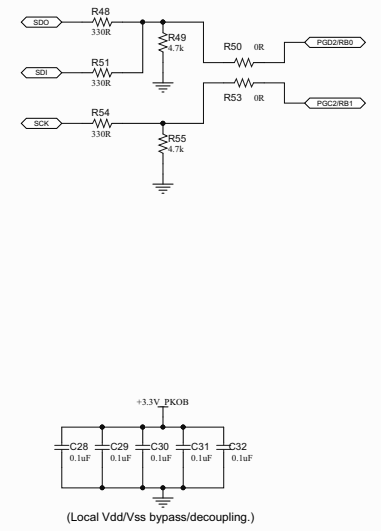 R48
SDO
330R
R49
4.7k
R50 0R
PGD2/RB0
R51
SDI
330R
R53 0R
PGC2/RB1
R54
SCK
330R
R55
4.7k
+3.3V_PKOB
C28 C29 C30 C31 C32
0.1uF 0.1uF 0.1uF 0.1uF 0.1uF
(Local Vdd/Vss bypass/decoupling.)